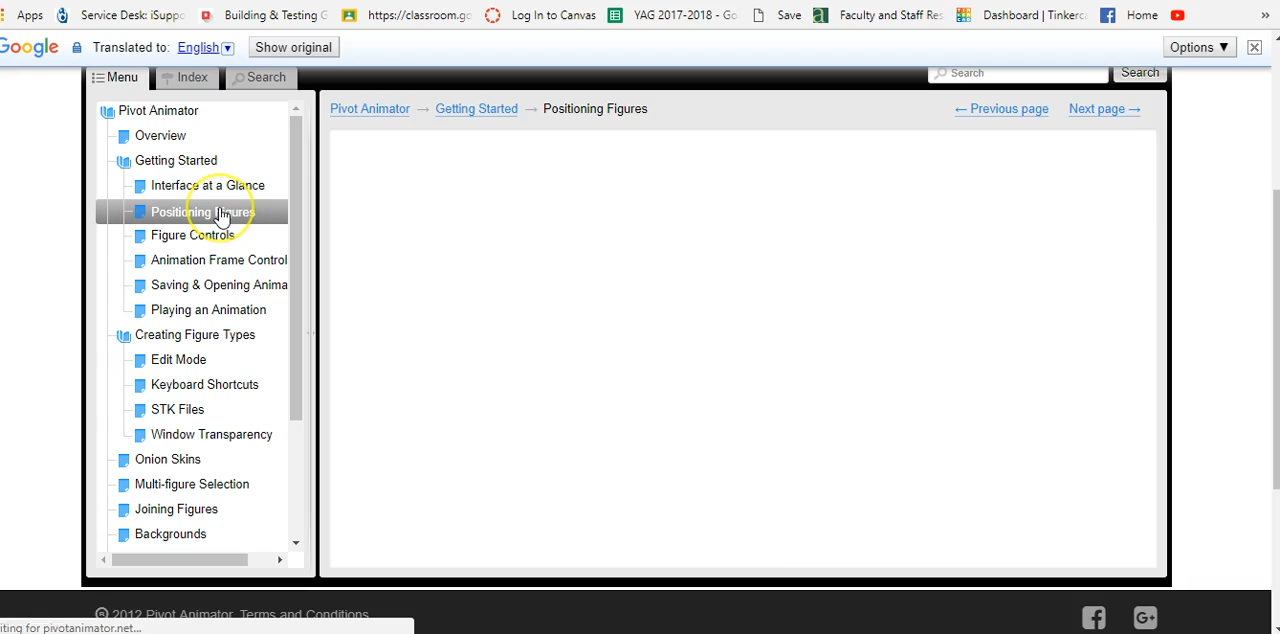 Apps Service Desk: iSuppo Building & Testing G https://classroom.go Log In to Canvas YAG 2017-2018 - Go Save Faculty and Staff Res Dashboard | Tinkerca Home »
Google Translated to: English Show original Options ▼
Menu Index Search Search Search
Pivot Animator → Getting Started → Positioning Figures ← Previous page Next page →
Pivot Animator
Overview
Getting Started
Interface at a Glance
Positioning Figures
Figure Controls
Animation Frame Control
Saving & Opening Anima
Playing an Animation
Creating Figure Types
Edit Mode
Keyboard Shortcuts
STK Files
Window Transparency
Onion Skins
Multi-figure Selection
Joining Figures
Backgrounds
© 2012 Pivot Animator. Terms and Conditions
iting for pivotanimator.net...